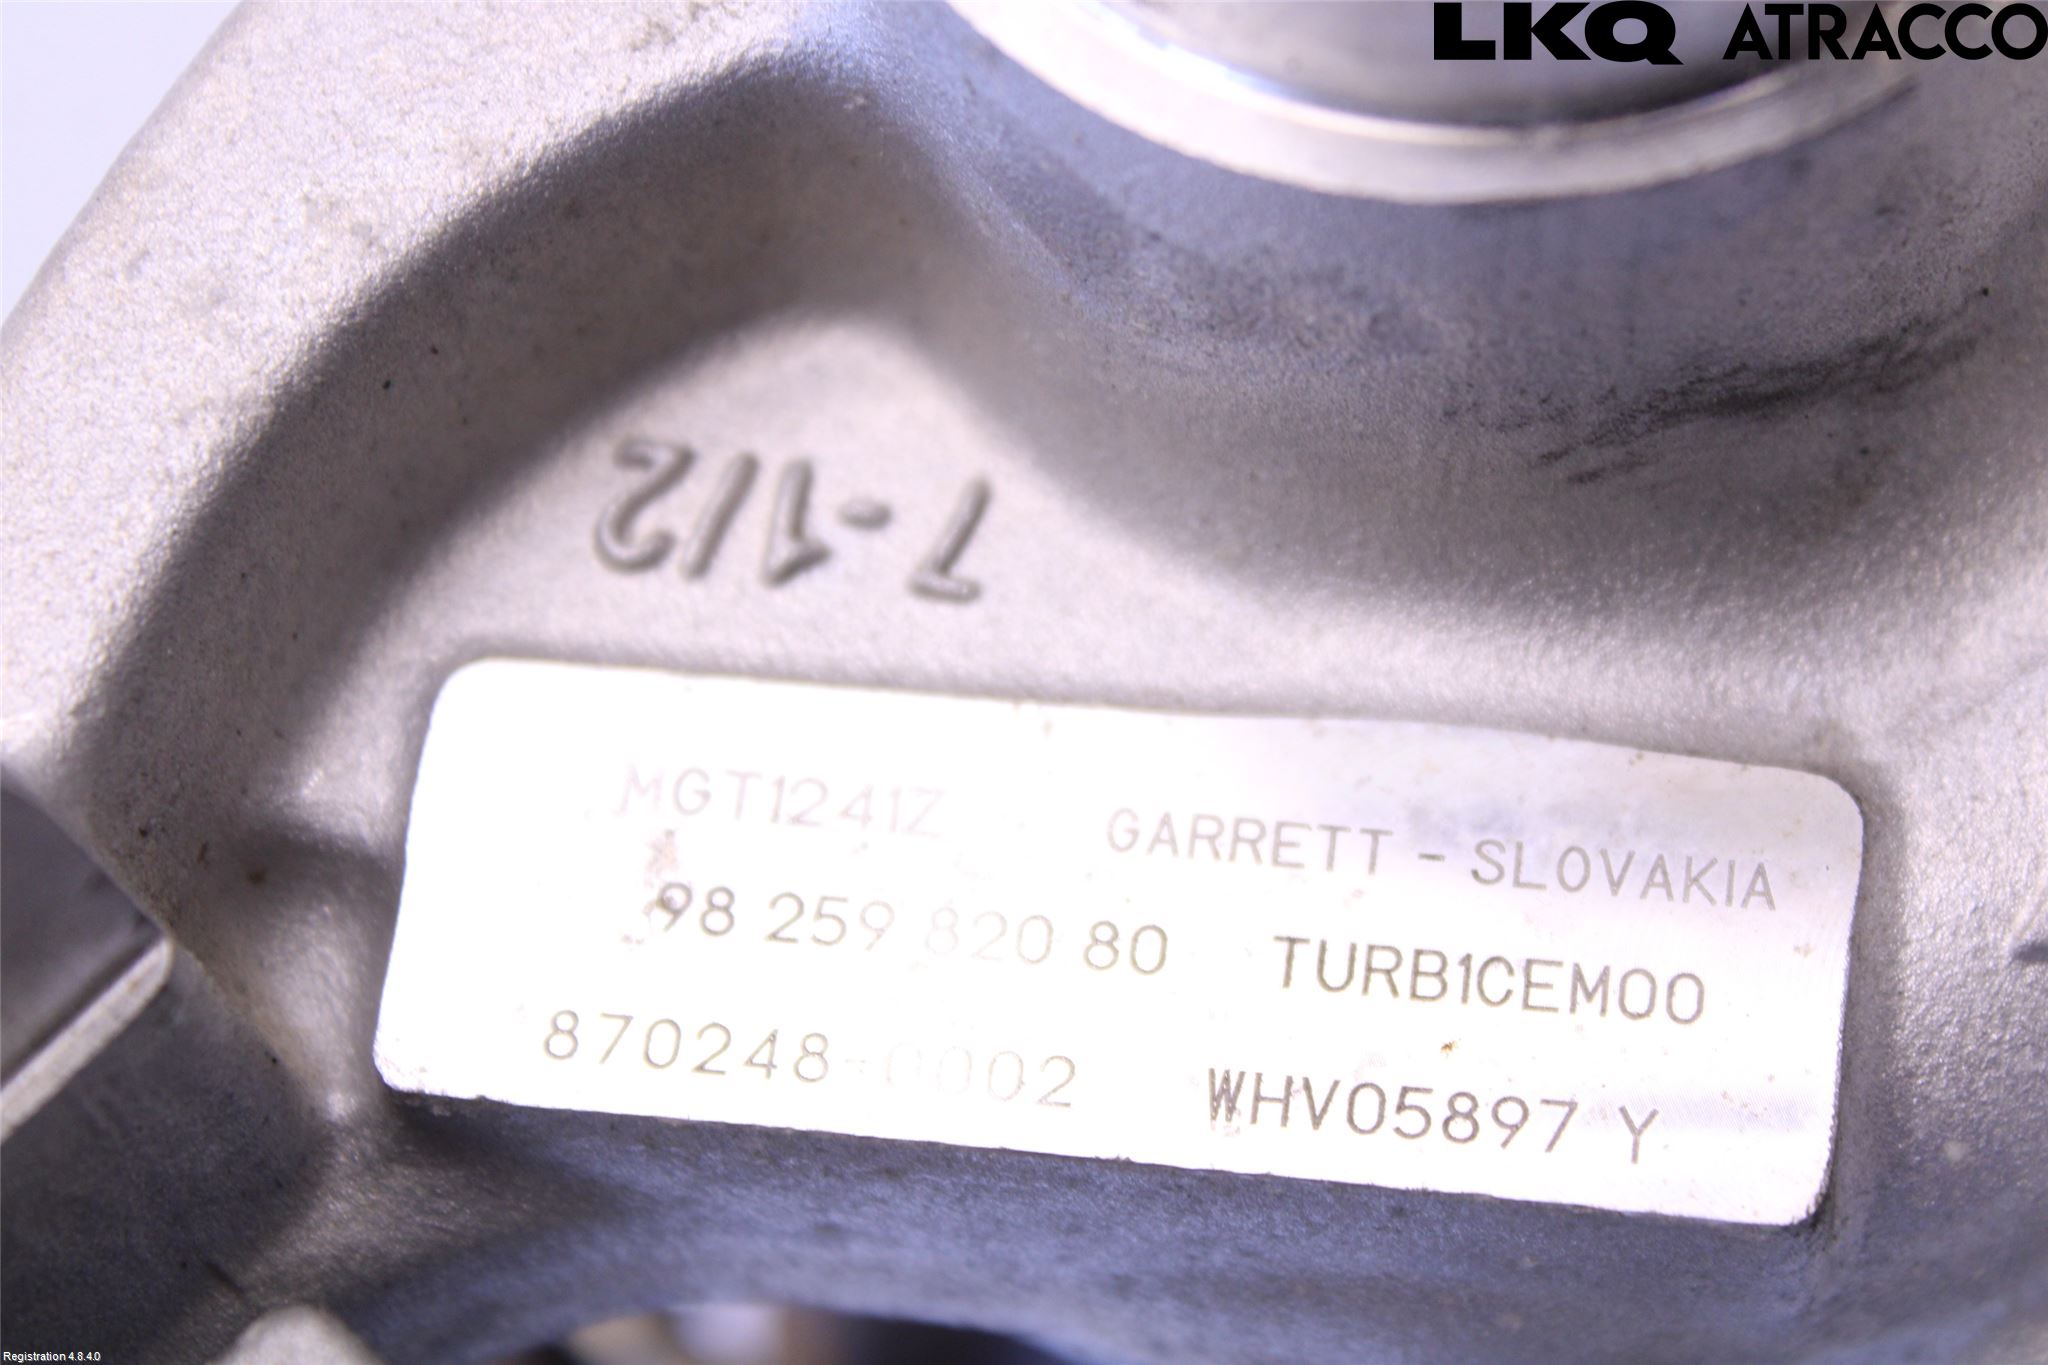 LKQ ATRACCO
7-1/2
MGT1241Z GARRETT - SLOVAKIA
98 259 820 80 TURB1CEM00
870248-0002 WHV05897 Y
Registration 4.8.4.0